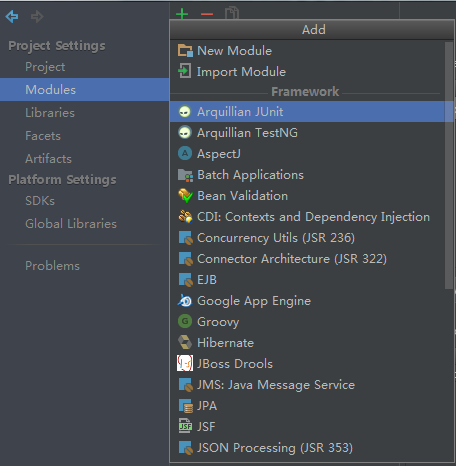 Project Settings
Project
Modules
Libraries
Facets
Artifacts
Platform Settings
SDKs
Global Libraries
Problems
Add
New Module
Import Module
Framework
Arquillian JUnit
Arquillian TestNG
AspectJ
Batch Applications
Bean Validation
CDI: Contexts and Dependency Injection
Concurrency Utils (JSR 236)
Connector Architecture (JSR 322)
EJB
Google App Engine
Groovy
Hibernate
JBoss Drools
JMS: Java Message Service
JPA
JSF
JSON Processing (JSR 353)